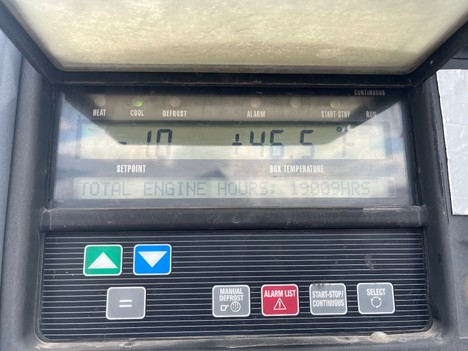 CONTINUOUS
HEAT COOL DEFROST ALARM START-STOP RUN
-10 +46.5 °F
SETPOINT BOX TEMPERATURE
TOTAL ENGINE HOURS: 19809HRS
=
MANUAL DEFROST
ALARM LIST
START-STOP/ CONTINUOUS
SELECT